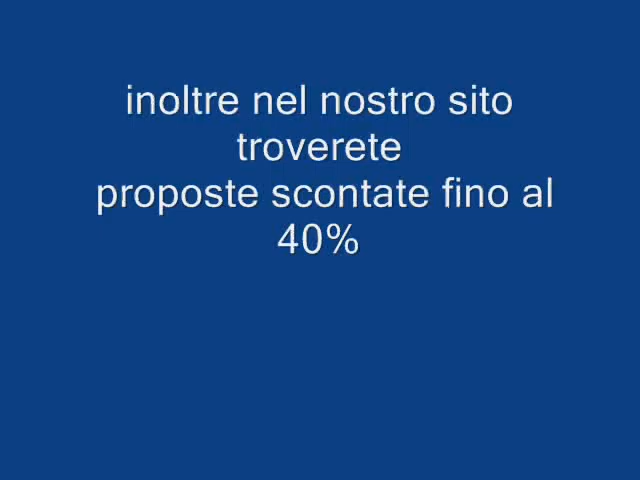 inoltre nel nostro sito
troverete
proposte scontate fino al
40%